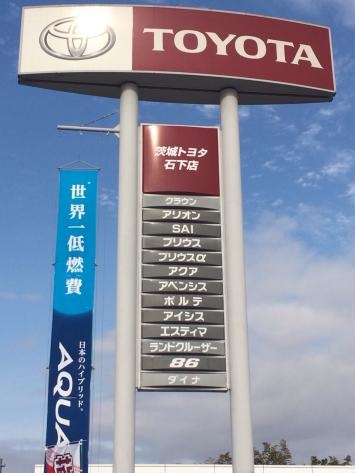 TOYOTA
茨城トヨタ
石下店
クラウン
アリオン
SAI
プリウス
プリウスα
アクア
アベンシス
ポルテ
アイシス
エスティマ
ランドクルーザー
86
ダイナ
世界一低燃費
日本のハイブリッド。
AQUA